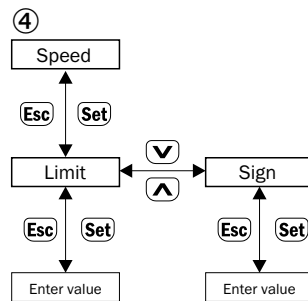 ④
Speed
Esc Set
Limit Sign
Esc Set Esc Set
Enter value Enter value